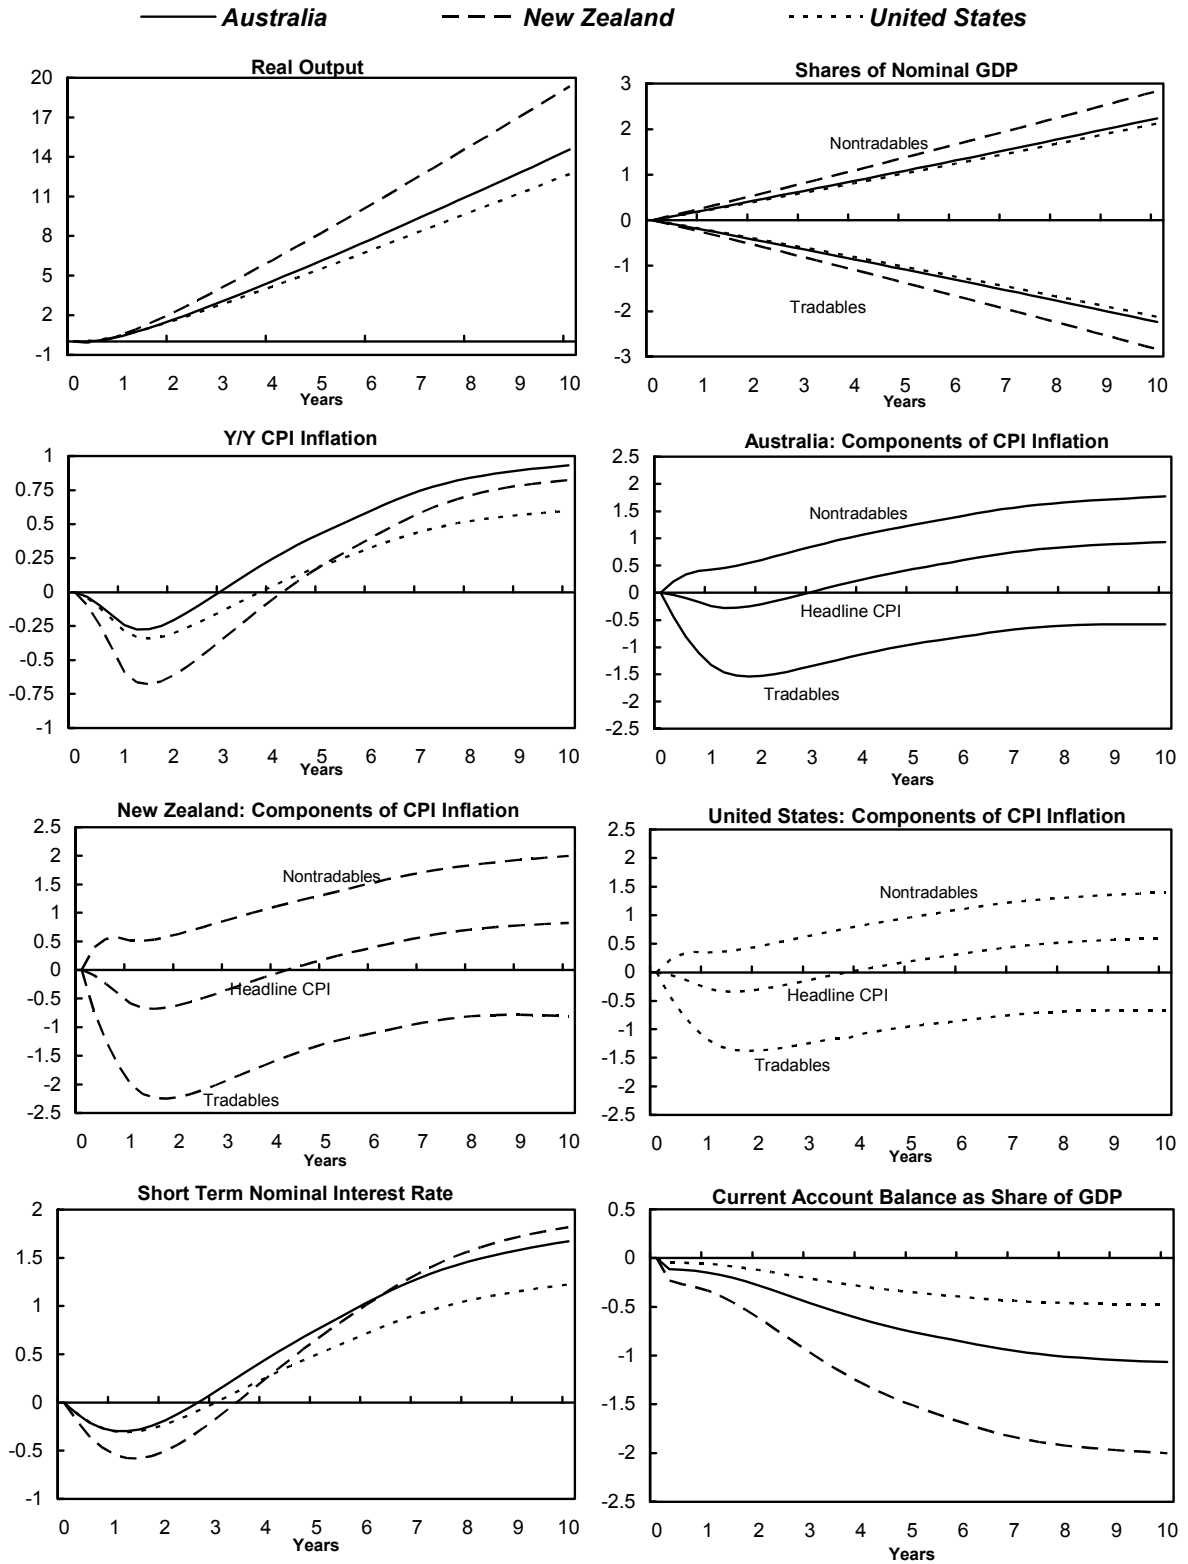 Australia New Zealand United States
Real Output
20
17
14
11
8
5
2
-1
0 1 2 3 4 5 6 7 8 9 10
Years
Shares of Nominal GDP
3
2
1
0
-1
-2
-3
Nontradables
Tradables
0 1 2 3 4 5 6 7 8 9 10
Years
Y/Y CPI Inflation
1
0.75
0.5
0.25
0
-0.25
-0.5
-0.75
-1
0 1 2 3 4 5 6 7 8 9 10
Years
Australia: Components of CPI Inflation
2.5
2
1.5
1
0.5
0
-0.5
-1
-1.5
-2
-2.5
Nontradables
Headline CPI
Tradables
0 1 2 3 4 5 6 7 8 9 10
Years
New Zealand: Components of CPI Inflation
2.5
2
1.5
1
0.5
0
-0.5
-1
-1.5
-2
-2.5
Nontradables
Headline CPI
Tradables
0 1 2 3 4 5 6 7 8 9 10
Years
United States: Components of CPI Inflation
2.5
2
1.5
1
0.5
0
-0.5
-1
-1.5
-2
-2.5
Nontradables
Headline CPI
Tradables
0 1 2 3 4 5 6 7 8 9 10
Years
Short Term Nominal Interest Rate
2
1.5
1
0.5
0
-0.5
-1
0 1 2 3 4 5 6 7 8 9 10
Years
Current Account Balance as Share of GDP
0.5
0
-0.5
-1
-1.5
-2
-2.5
0 1 2 3 4 5 6 7 8 9 10
Years